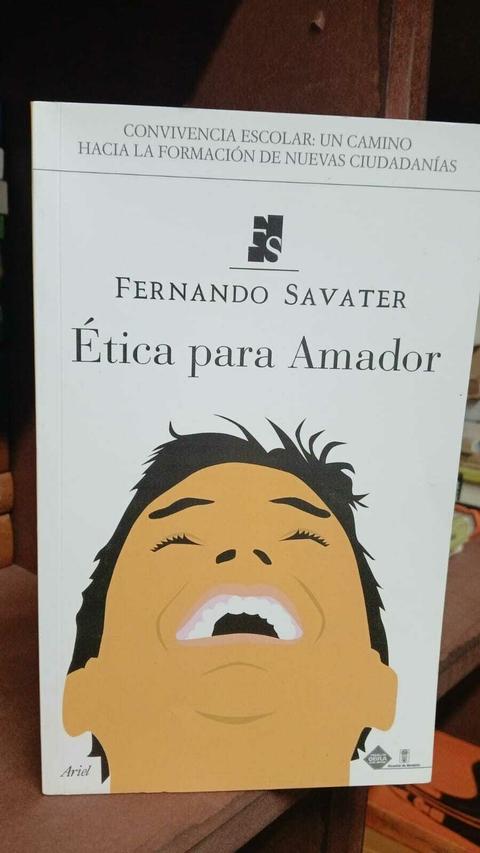 CONVIVENCIA ESCOLAR: UN CAMINO
HACIA LA FORMACIÓN DE NUEVAS CIUDADANÍAS
FS
FERNANDO SAVATER
Ética para Amador
Ariel